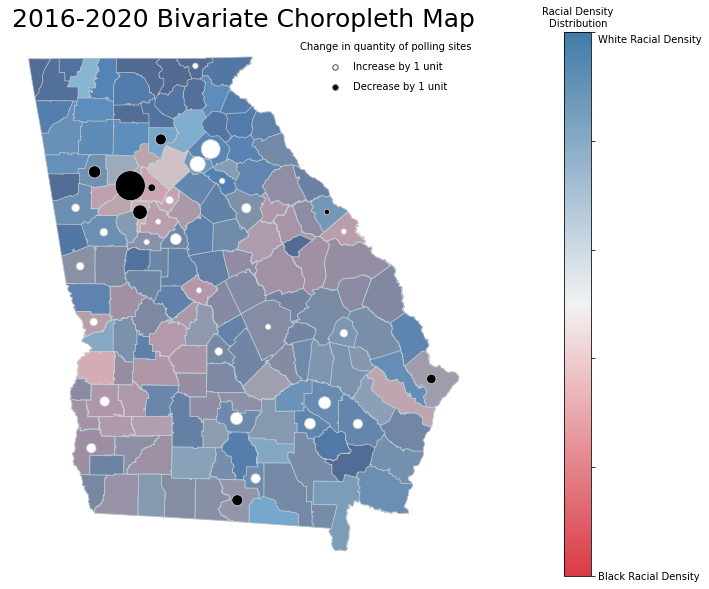 2016-2020 Bivariate Choropleth Map
Change in quantity of polling sites
Increase by 1 unit
Decrease by 1 unit
Racial Density
Distribution
White Racial Density
Black Racial Density